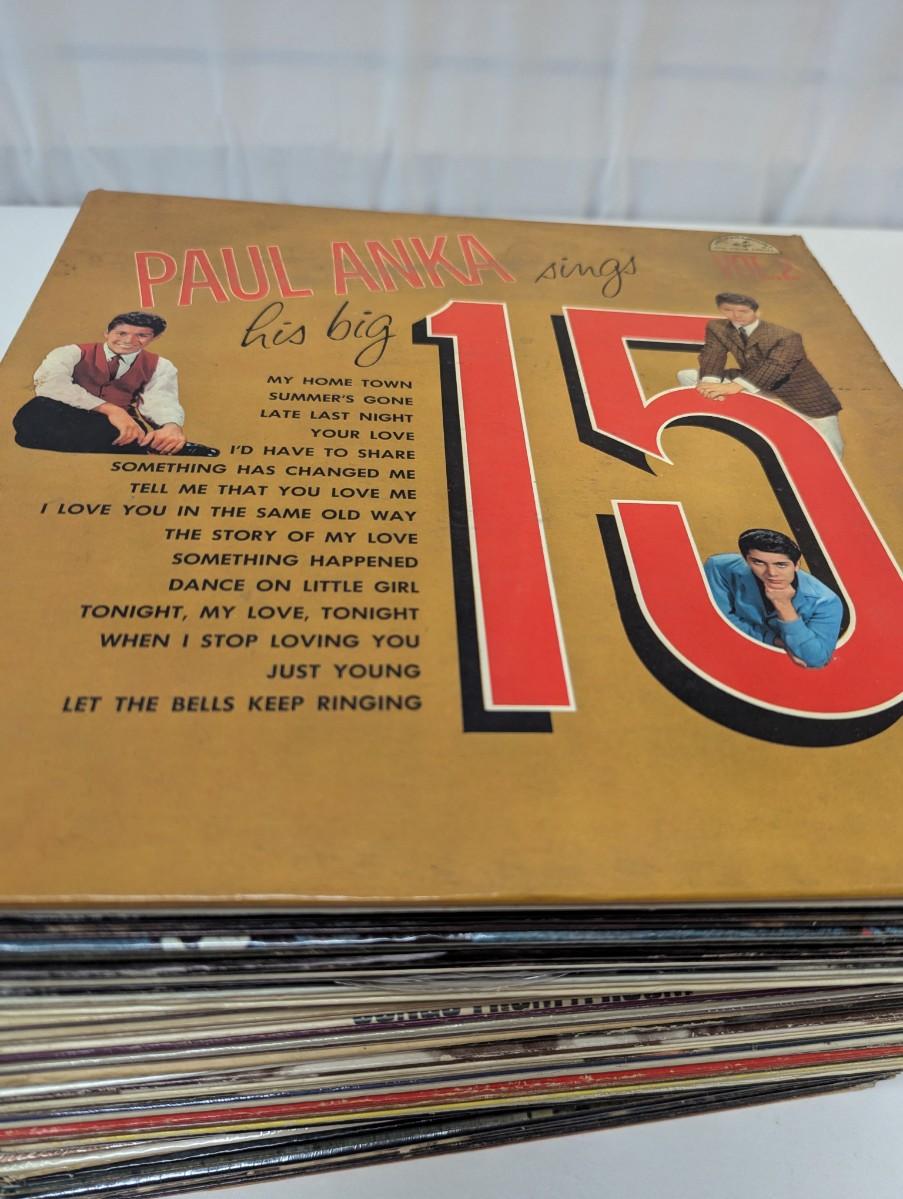 PAUL ANKA sings
VOL. 2
his big 15
MY HOME TOWN
SUMMER'S GONE
LATE LAST NIGHT
YOUR LOVE
I'D HAVE TO SHARE
SOMETHING HAS CHANGED ME
TELL ME THAT YOU LOVE ME
I LOVE YOU IN THE SAME OLD WAY
THE STORY OF MY LOVE
SOMETHING HAPPENED
DANCE ON LITTLE GIRL
TONIGHT, MY LOVE, TONIGHT
WHEN I STOP LOVING YOU
JUST YOUNG
LET THE BELLS KEEP RINGING